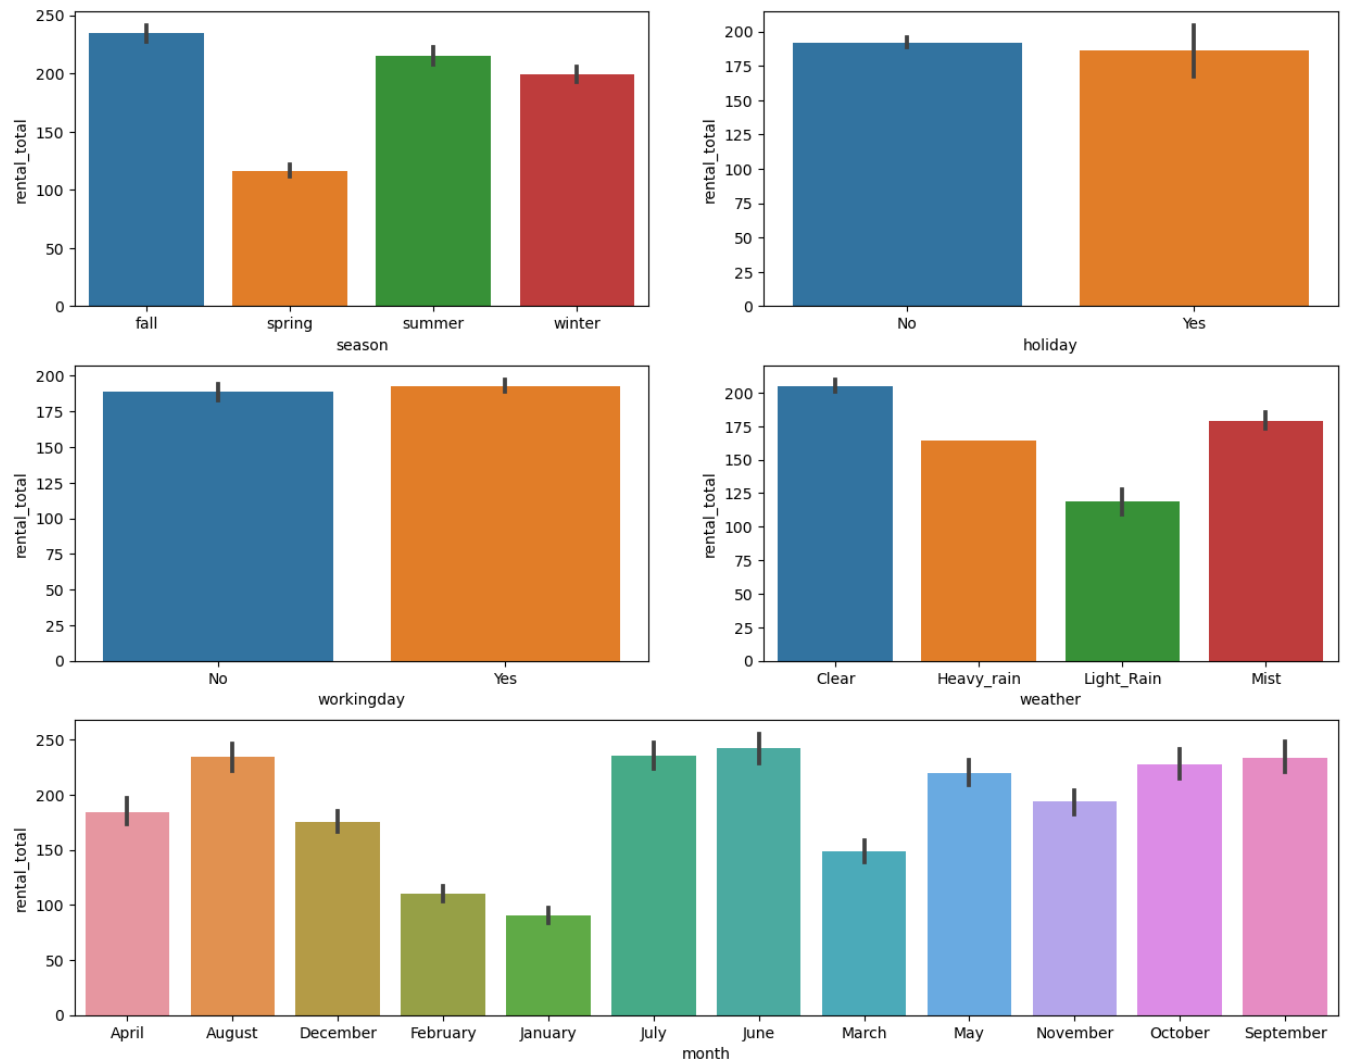 250
200
150
100
50
0
rental_total
fall spring summer winter
season
200
175
150
125
100
75
50
25
0
rental_total
No Yes
holiday
200
175
150
125
100
75
50
25
0
rental_total
No Yes
workingday
200
175
150
125
100
75
50
25
0
rental_total
Clear Heavy_rain Light_Rain Mist
weather
250
200
150
100
50
0
rental_total
April August December February January July June March May November October September
month